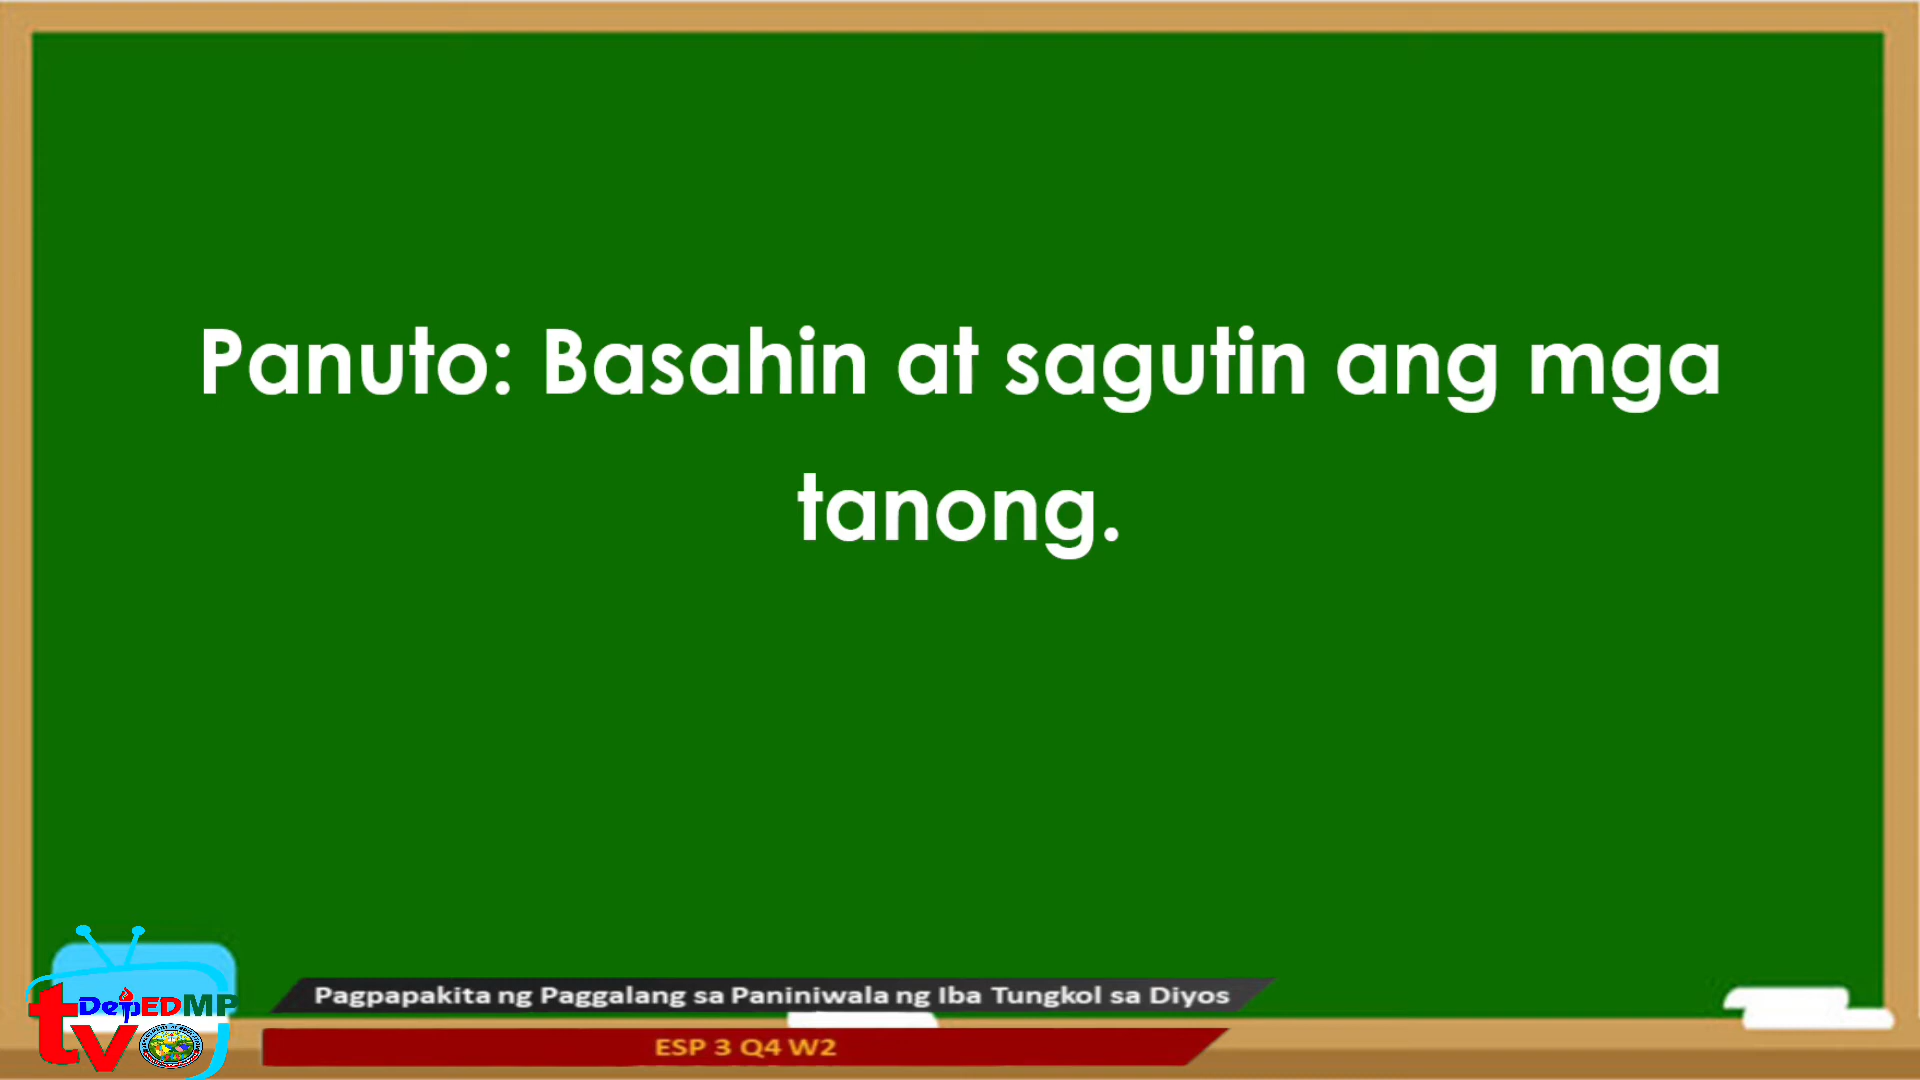 Panuto: Basahin at sagutin ang mga
tanong.
Pagpapakita ng Paggalang sa Paniniwala ng Iba Tungkol sa Diyos
DepEDMP
tv
ESP 3 Q4 W2